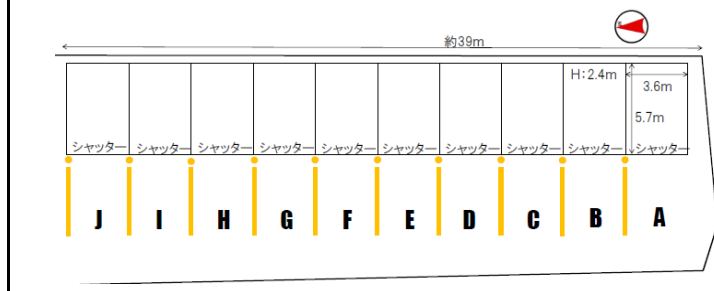 約39m
H:2.4m
3.6m
5.7m
シャッター シャッター シャッター シャッター シャッター シャッター シャッター シャッター シャッター シャッター
J I H G F E D C B A